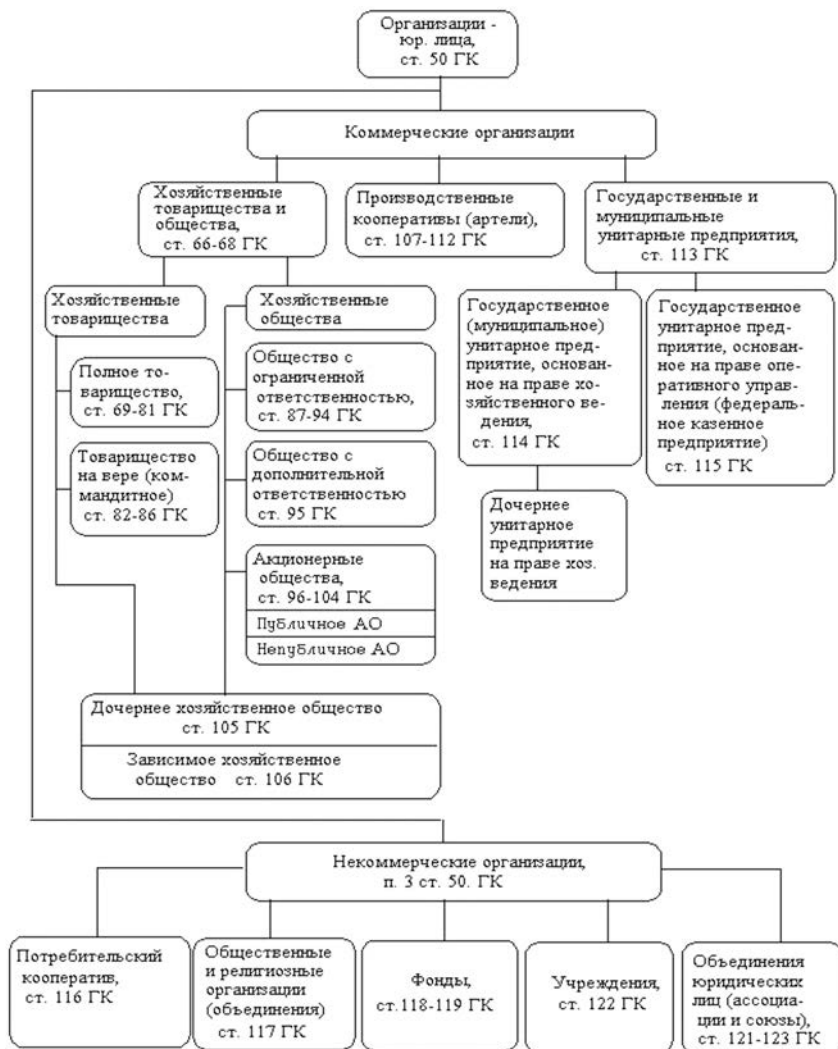 Организации -
юр. лица,
ст. 50 ГК
Коммерческие организации
Хозяйственные
товарищества и
общества,
ст. 66-68 ГК
Производственные
кооперативы (артели),
ст. 107-112 ГК
Государственные и
муниципальные
унитарные предприятия,
ст. 113 ГК
Хозяйственные
товарищества
Хозяйственные
общества
Государственное
(муниципальное)
унитарное пред-
приятие, основан-
ное на праве хо-
зяйственного ве-
дения,
ст. 114 ГК
Государственное
унитарное пред-
приятие, основан-
ное на праве опе-
ративного управ-
ления (федераль-
ное казенное
предприятие)
ст. 115 ГК
Полное то-
варищество,
ст. 69-81 ГК
Общество с
ограниченной
ответственностью,
ст. 87-94 ГК
Товарищество
на вере (ком-
мандитное)
ст. 82-86 ГК
Общество
с дополнительной
ответственностью
ст. 95 ГК
Дочернее
унитарное
предприятие
на праве хоз.
ведения
Акционерные
общества,
ст. 96-104 ГК
Публичное АО
Непубличное АО
Дочернее хозяйственное общество
ст. 105 ГК
Зависимое хозяйственное
общество ст. 106 ГК
Некоммерческие организации,
п. 3 ст. 50. ГК
Потребительский
кооператив,
ст. 116 ГК
Общественные
и религиозные
организации
(объединения)
ст. 117 ГК
Фонды,
ст.118-119 ГК
Учреждения,
ст. 122 ГК
Объединения
юридических
лиц (ассоциа-
ции и союзы),
ст. 121-123 ГК